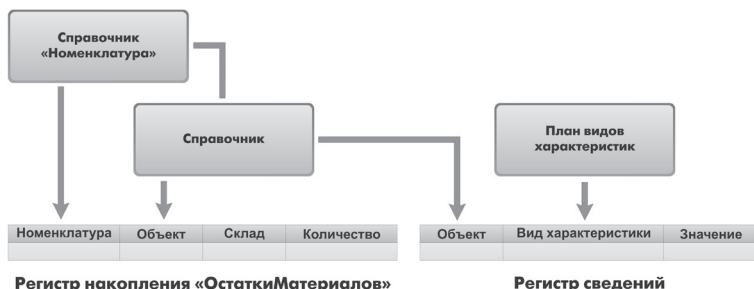 Справочник
«Номенклатура»
Справочник
План видов
характеристик
Номенклатура Объект Склад Количество
Объект Вид характеристики Значение
Регистр накопления «ОстаткиМатериалов»
Регистр сведений